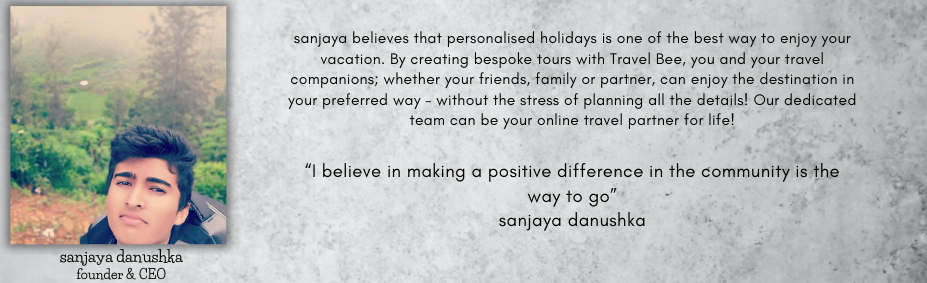 sanjaya believes that personalised holidays is one of the best way to enjoy your
vacation. By creating bespoke tours with Travel Bee, you and your travel
companions; whether your friends, family or partner, can enjoy the destination in
your preferred way - without the stress of planning all the details! Our dedicated
team can be your online travel partner for life!
“I believe in making a positive difference in the community is the
way to go”
sanjaya danushka
sanjaya danushka
founder & CEO